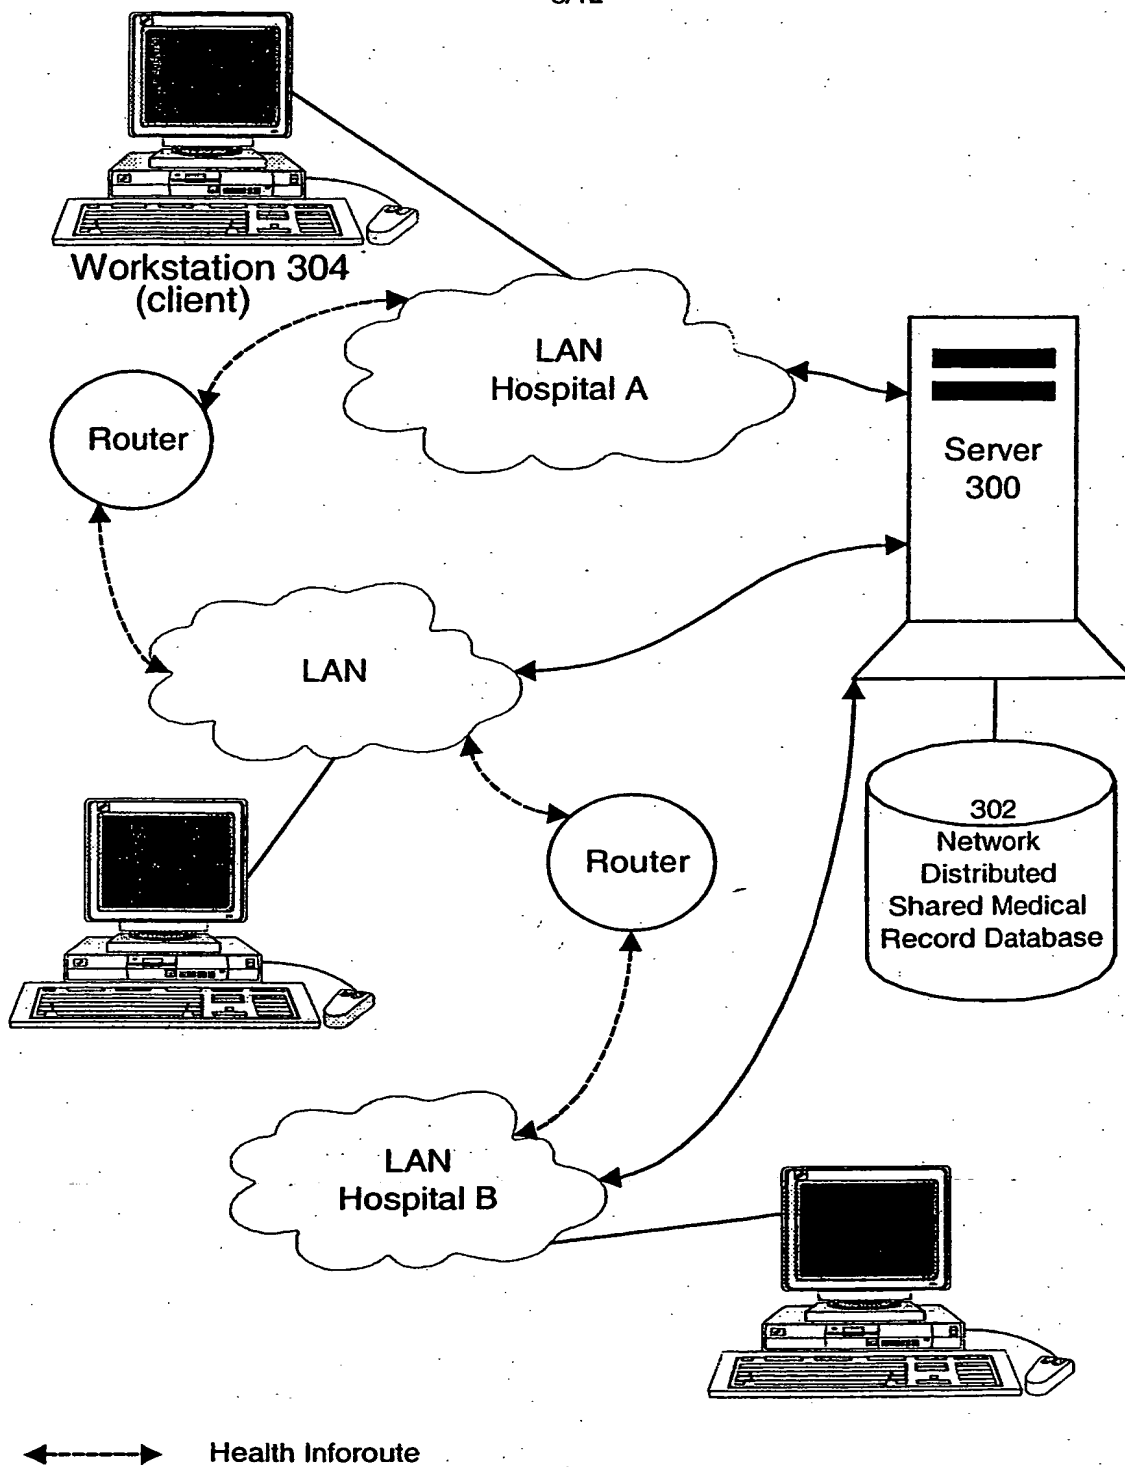 Workstation 304
(client)
LAN
Hospital A
Router
Server
300
LAN
302
Network
Distributed
Shared Medical
Record Database
Router
LAN
Hospital B
Health Inforoute